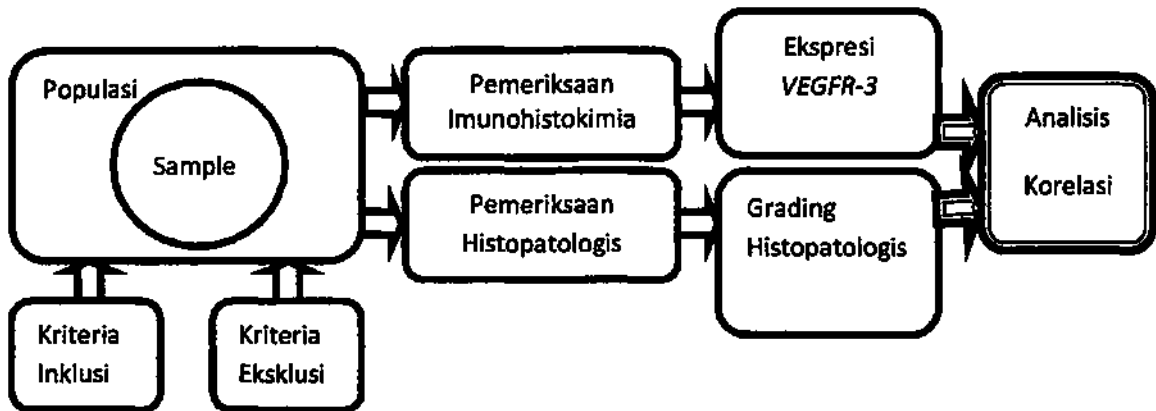 Populasi
Sample
Kriteria
Inklusi
Kriteria
Eksklusi
Pemeriksaan
Imunohistokimia
Pemeriksaan
Histopatologis
Ekspresi
VEGFR-3
Grading
Histopatologis
Analisis
Korelasi